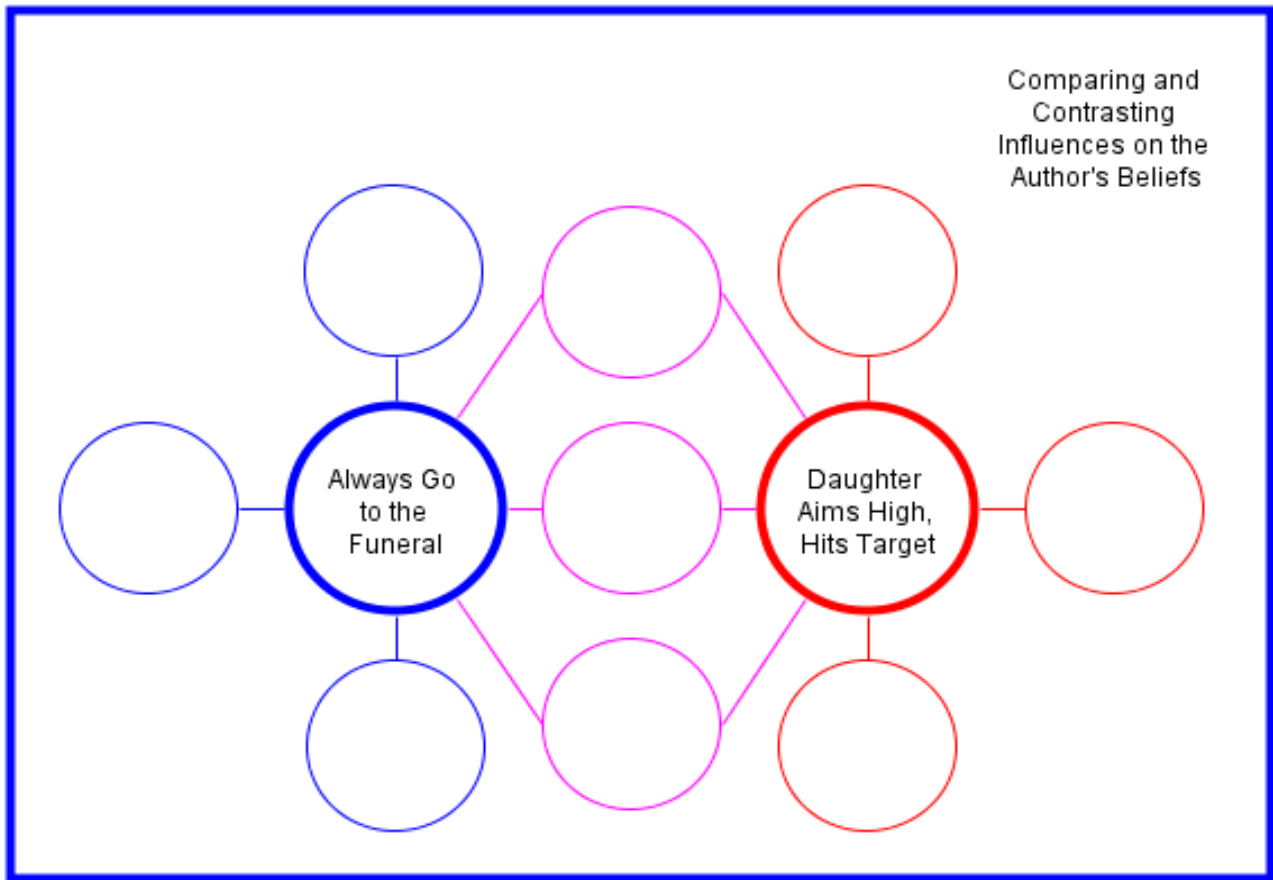 Comparing and
Contrasting
Influences on the
Author's Beliefs
Always Go
to the
Funeral
Daughter
Aims High,
Hits Target